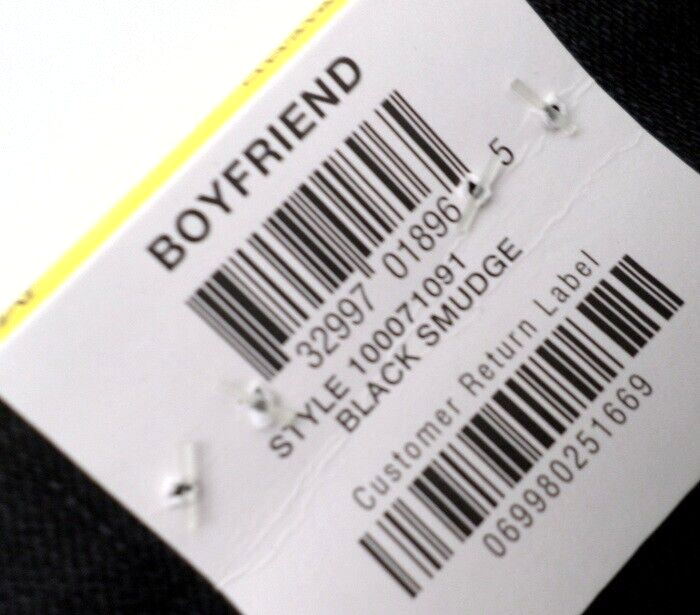 BOYFRIEND
32997 01896 5
STYLE 100071091
BLACK SMUDGE
Customer Return Label
069980251669